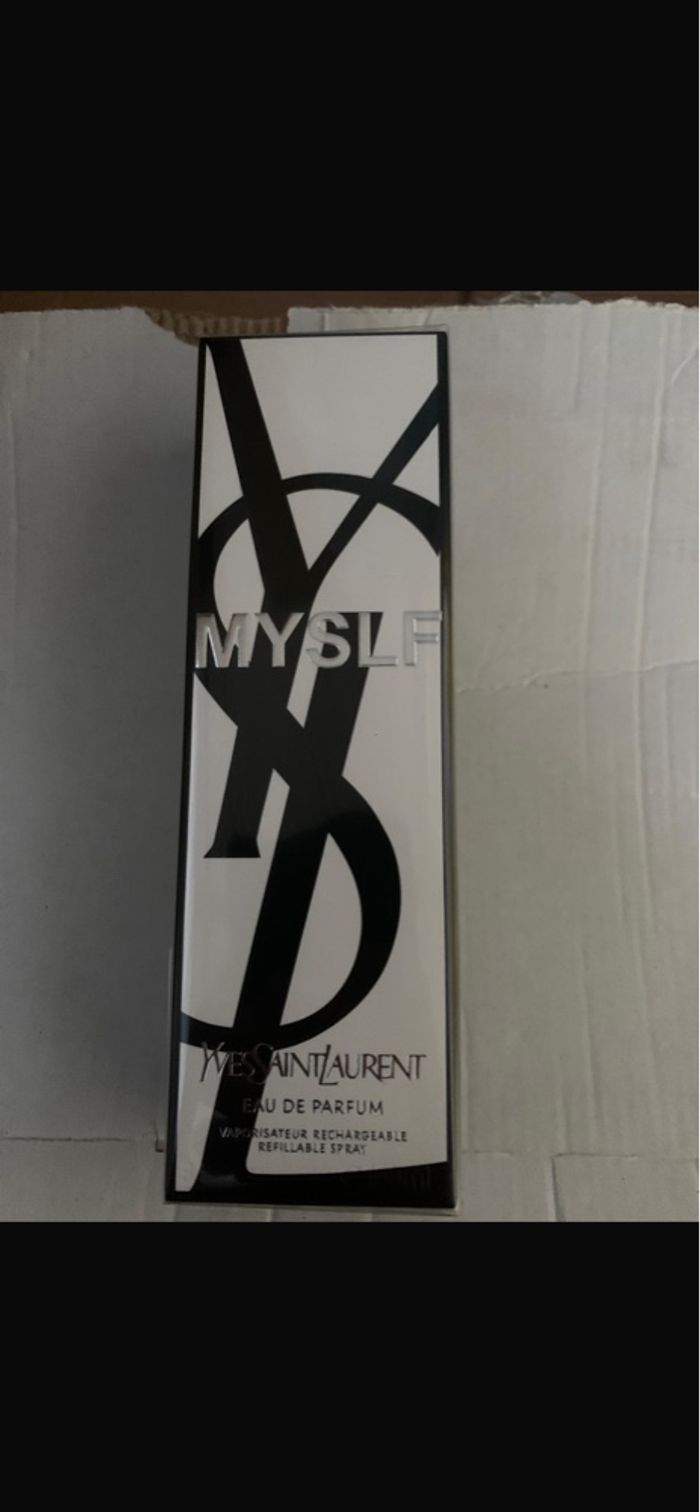 MYSLF
YVESSAINTLAURENT
EAU DE PARFUM
VAPORISATEUR RECHARGEABLE
REFILLABLE SPRAY